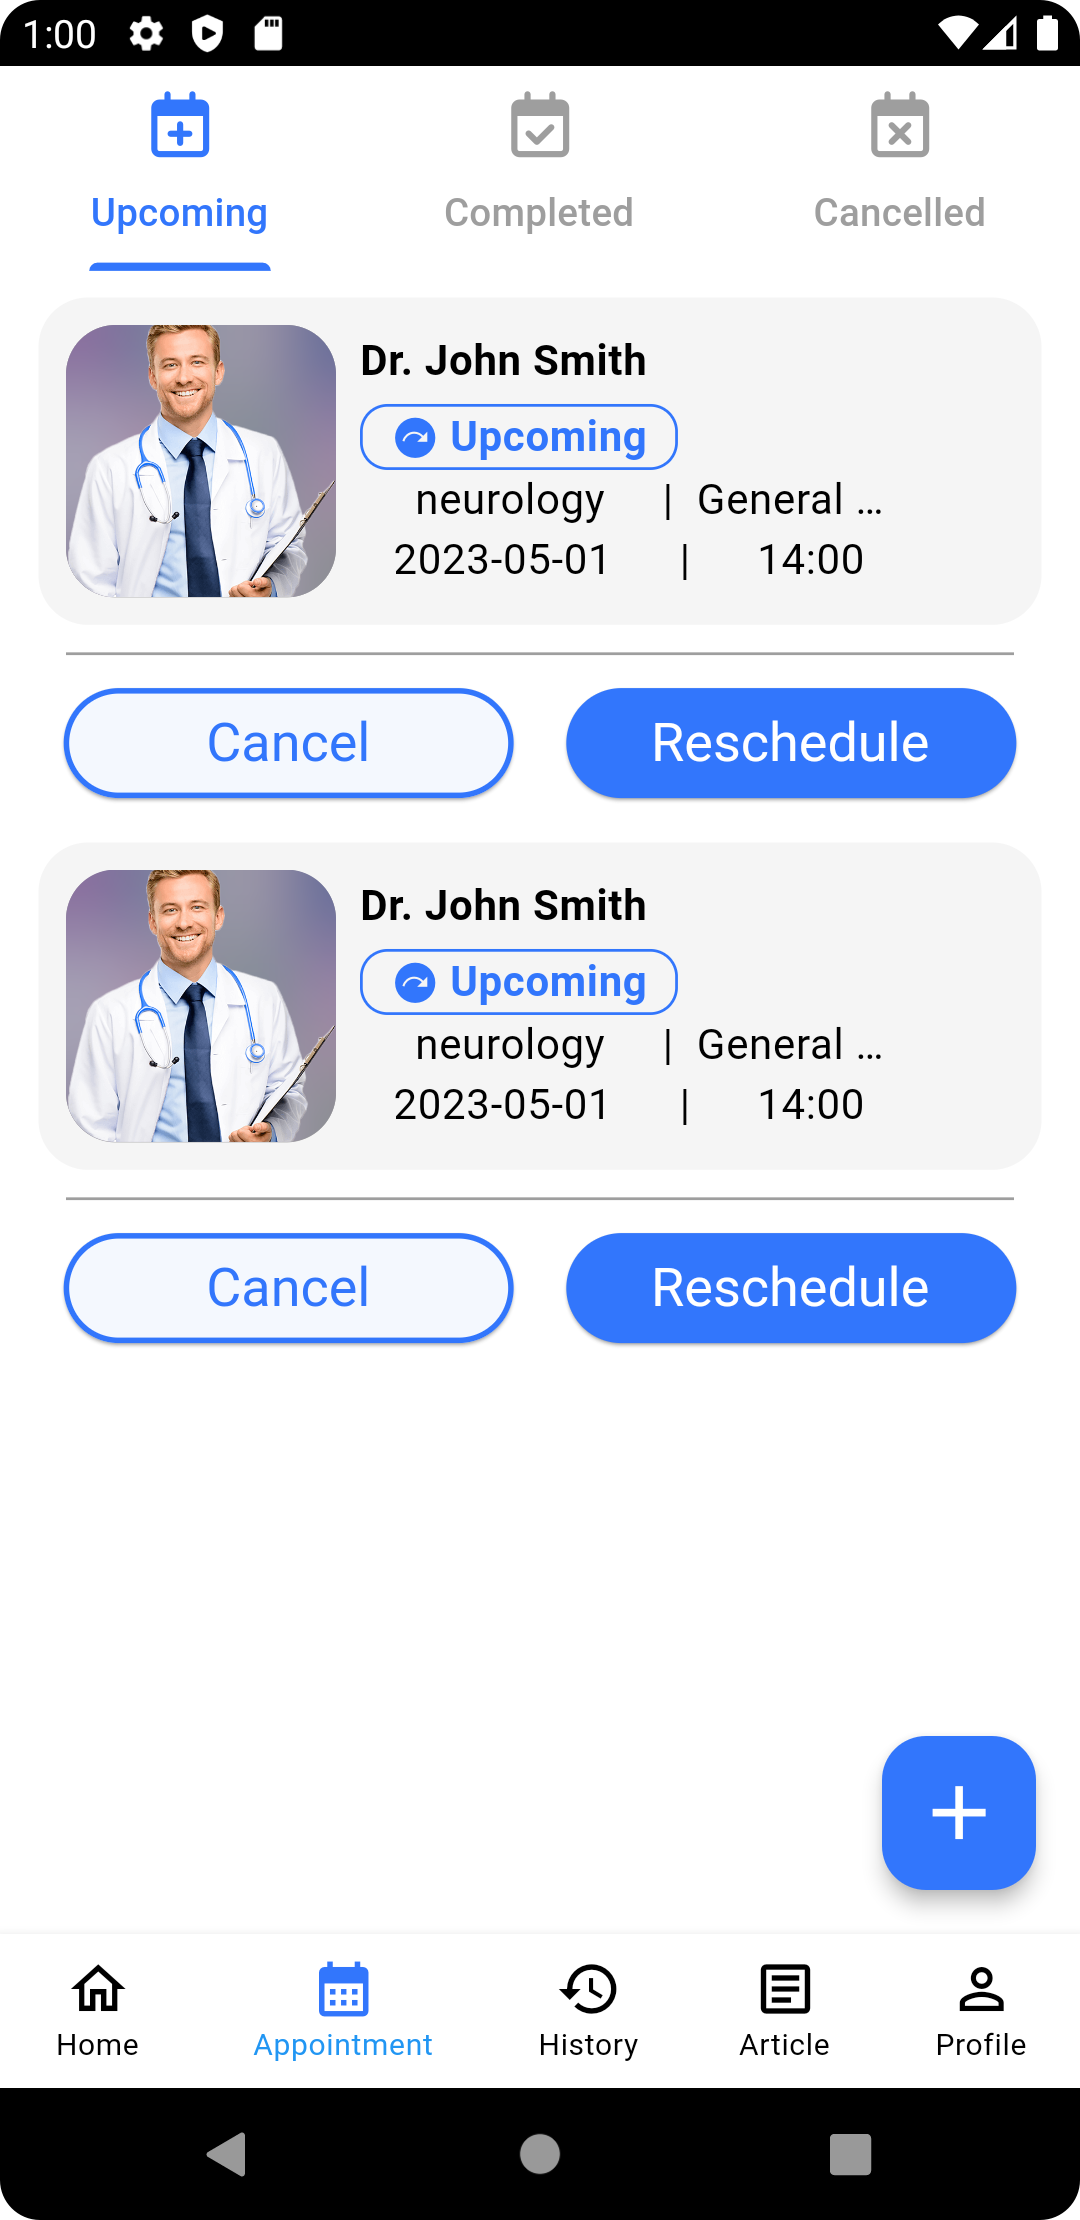 1:00
Upcoming
Completed
Cancelled
Dr. John Smith
Upcoming
neurology | General ...
2023-05-01 | 14:00
Cancel
Reschedule
Dr. John Smith
Upcoming
neurology | General ...
2023-05-01 | 14:00
Cancel
Reschedule
Home
Appointment
History
Article
Profile